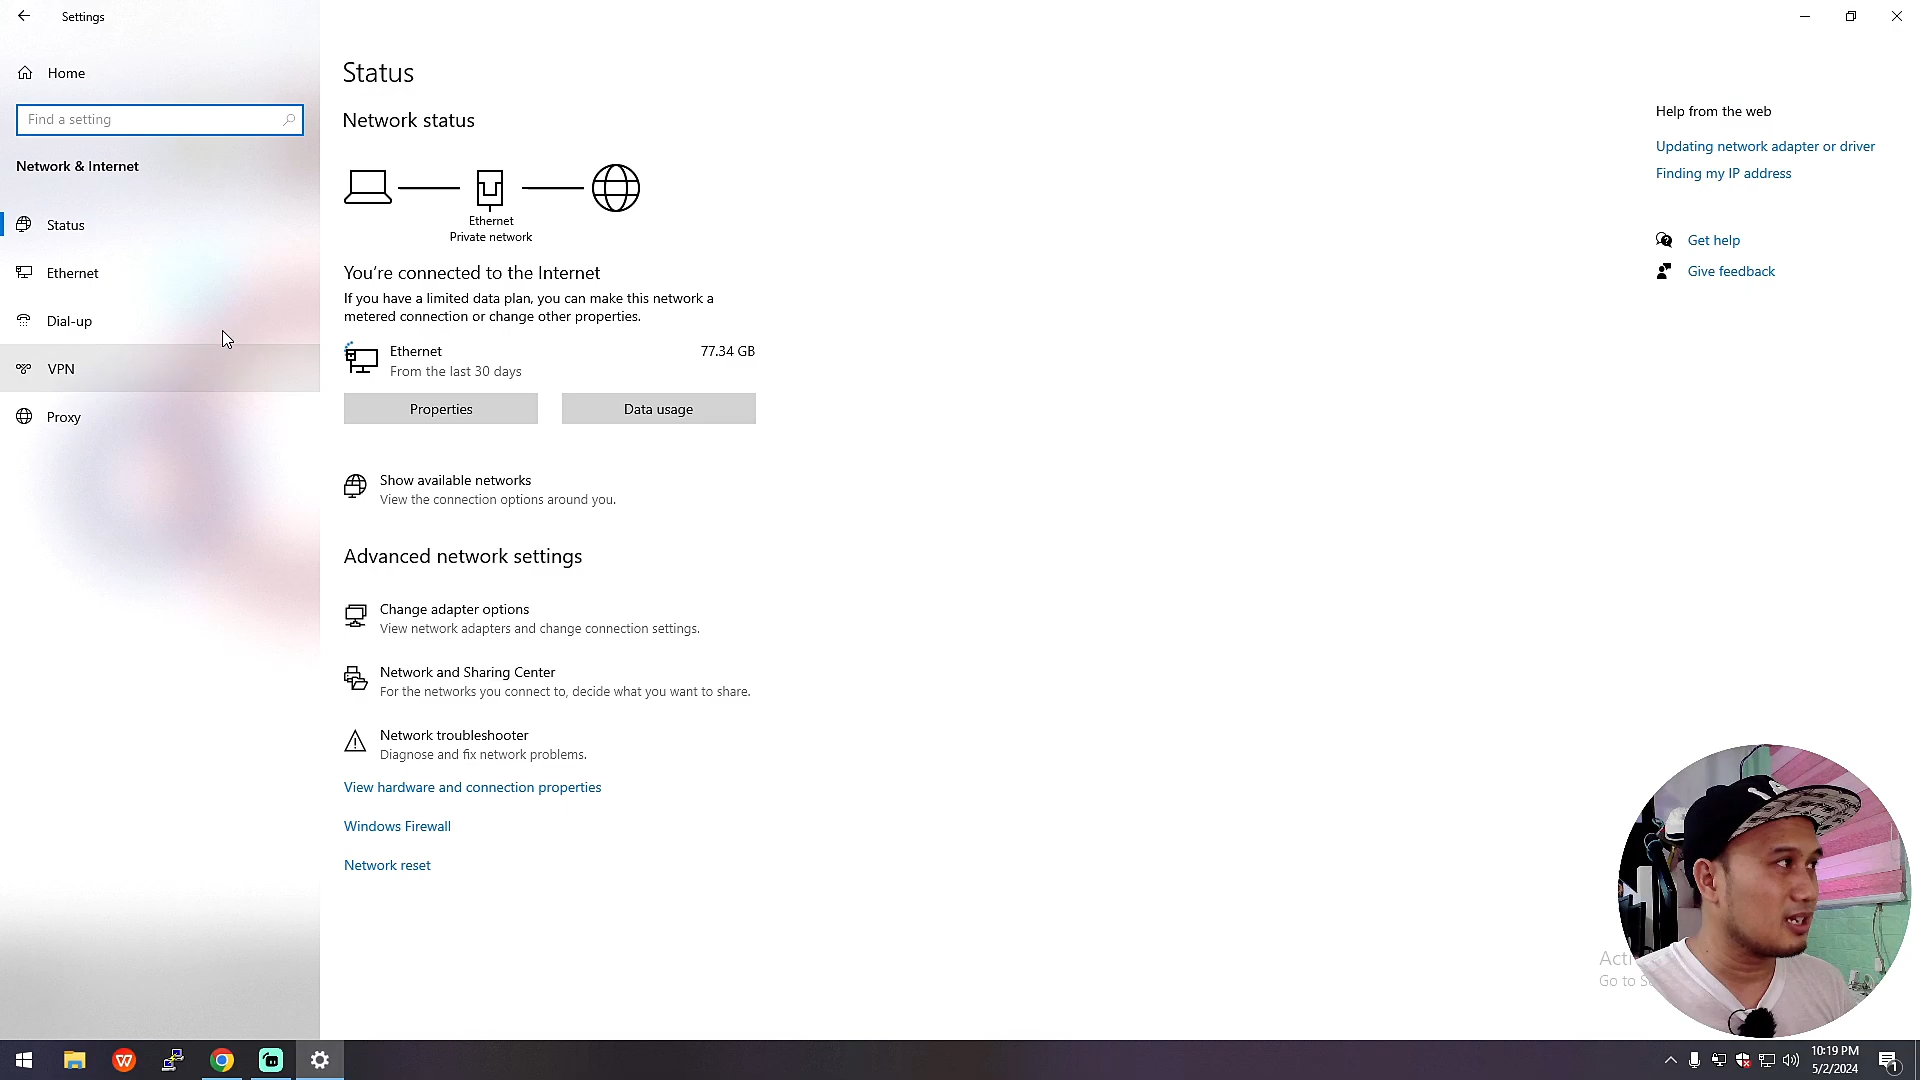 Settings
Home
Find a setting
Network & Internet
Status
Ethernet
Dial-up
VPN
Proxy
Status
Network status
Ethernet
Private network
You're connected to the Internet
If you have a limited data plan, you can make this network a
metered connection or change other properties.
Ethernet 77.34 GB
From the last 30 days
Properties Data usage
Show available networks
View the connection options around you.
Advanced network settings
Change adapter options
View network adapters and change connection settings.
Network and Sharing Center
For the networks you connect to, decide what you want to share.
Network troubleshooter
Diagnose and fix network problems.
View hardware and connection properties
Windows Firewall
Network reset
Help from the web
Updating network adapter or driver
Finding my IP address
Get help
Give feedback
Go to
10:19 PM
5/2/2024
1